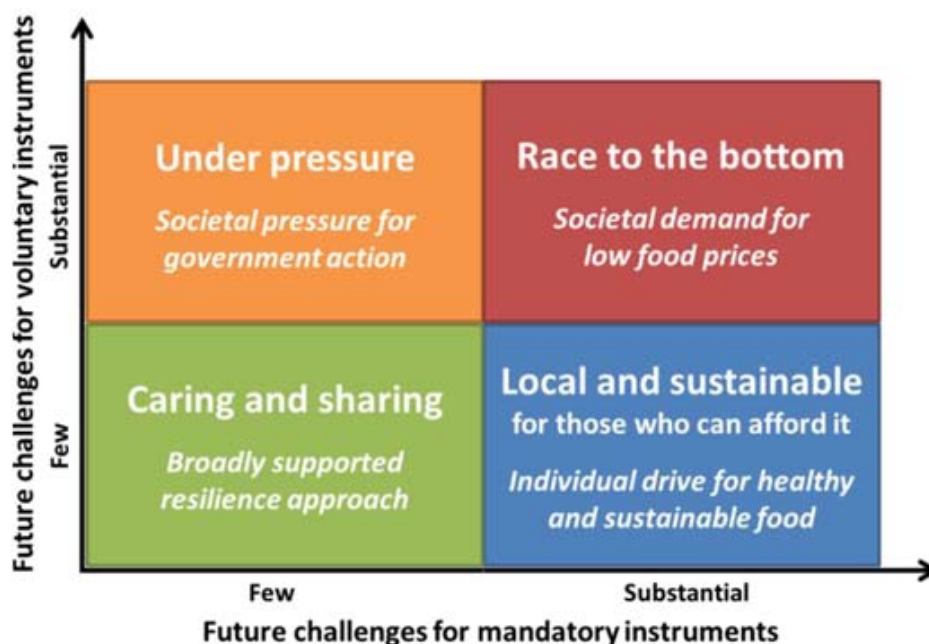 Future challenges for voluntary instruments
Substantial
Few
Under pressure
Societal pressure for
government action
Race to the bottom
Societal demand for
low food prices
Caring and sharing
Broadly supported
resilience approach
Local and sustainable
for those who can afford it
Individual drive for healthy
and sustainable food
Few
Substantial
Future challenges for mandatory instruments